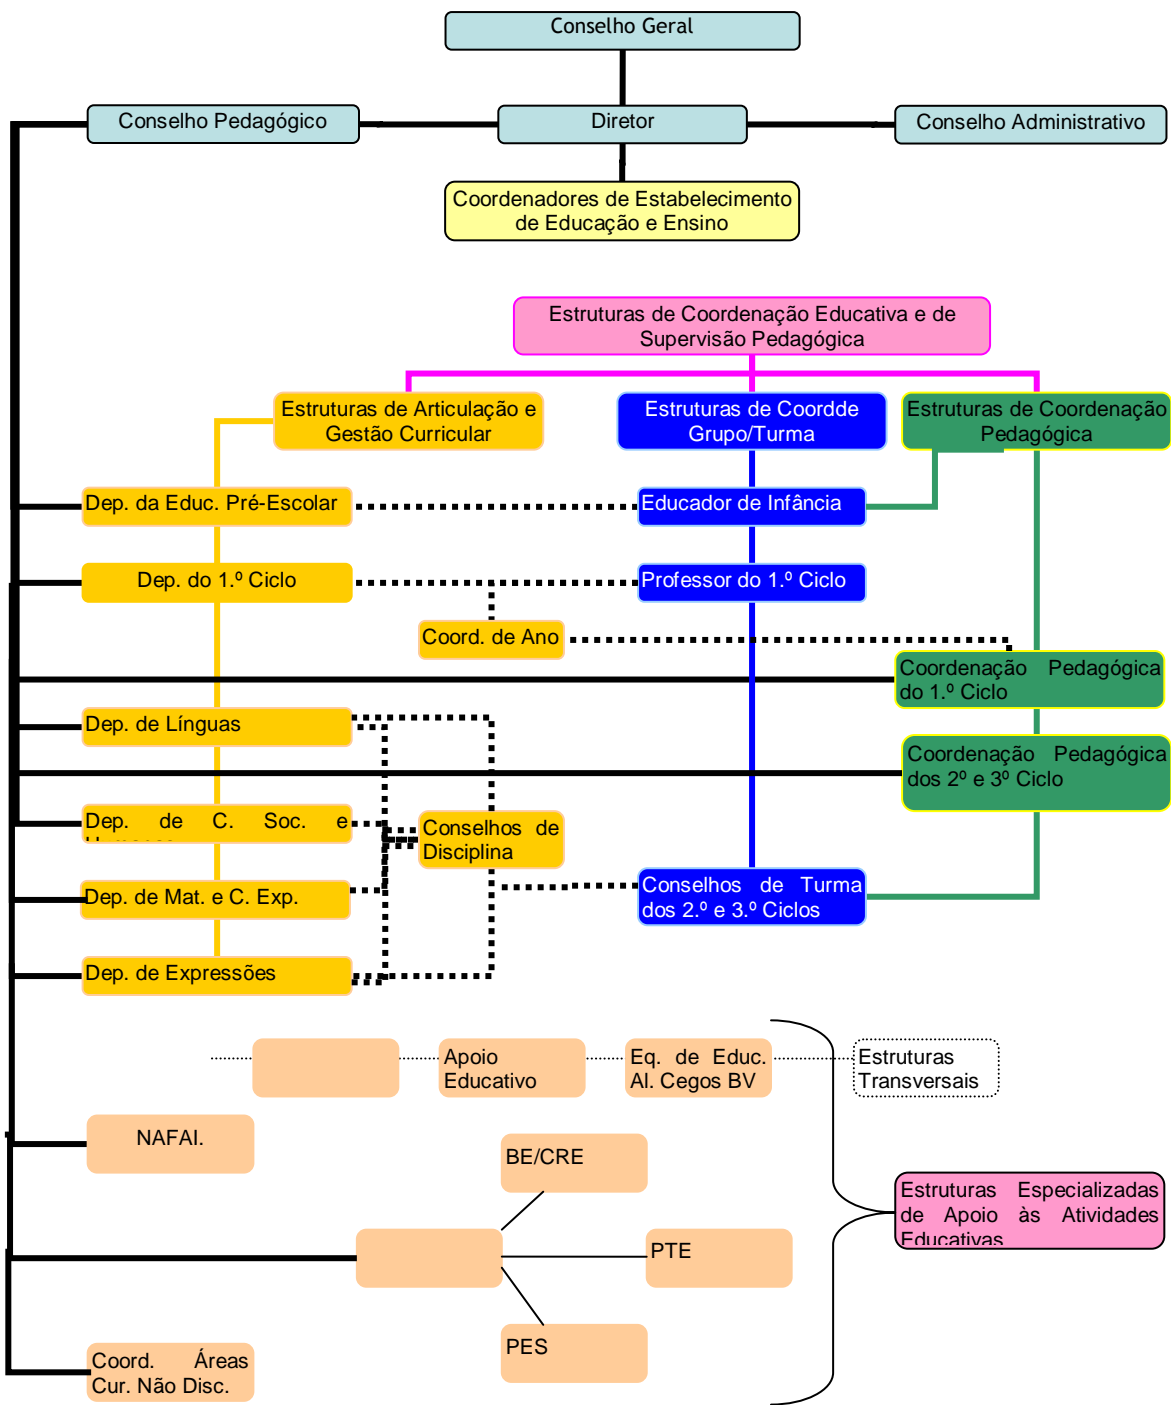 Conselho Geral
Conselho Pedagógico
Diretor
Conselho Administrativo
Coordenadores de Estabelecimento
de Educação e Ensino
Estruturas de Coordenação Educativa e de
Supervisão Pedagógica
Estruturas de Articulação e
Gestão Curricular
Estruturas de Coordde
Grupo/Turma
Estruturas de Coordenação
Pedagógica
Dep. da Educ. Pré-Escolar
Educador de Infância
Dep. do 1.º Ciclo
Professor do 1.º Ciclo
Coord. de Ano
Coordenação Pedagógica
do 1.º Ciclo
Dep. de Línguas
Coordenação Pedagógica
dos 2º e 3º Ciclo
Dep. de C. Soc. e
Conselhos de
Disciplina
Dep. de Mat. e C. Exp.
Conselhos de Turma
dos 2.º e 3.º Ciclos
Dep. de Expressões
Apoio
Educativo
Eq. de Educ.
Al. Cegos BV
Estruturas
Transversais
NAFAI.
BE/CRE
Estruturas Especializadas
de Apoio às Atividades
Educativas
PTE
PES
Coord. Áreas
Cur. Não Disc.